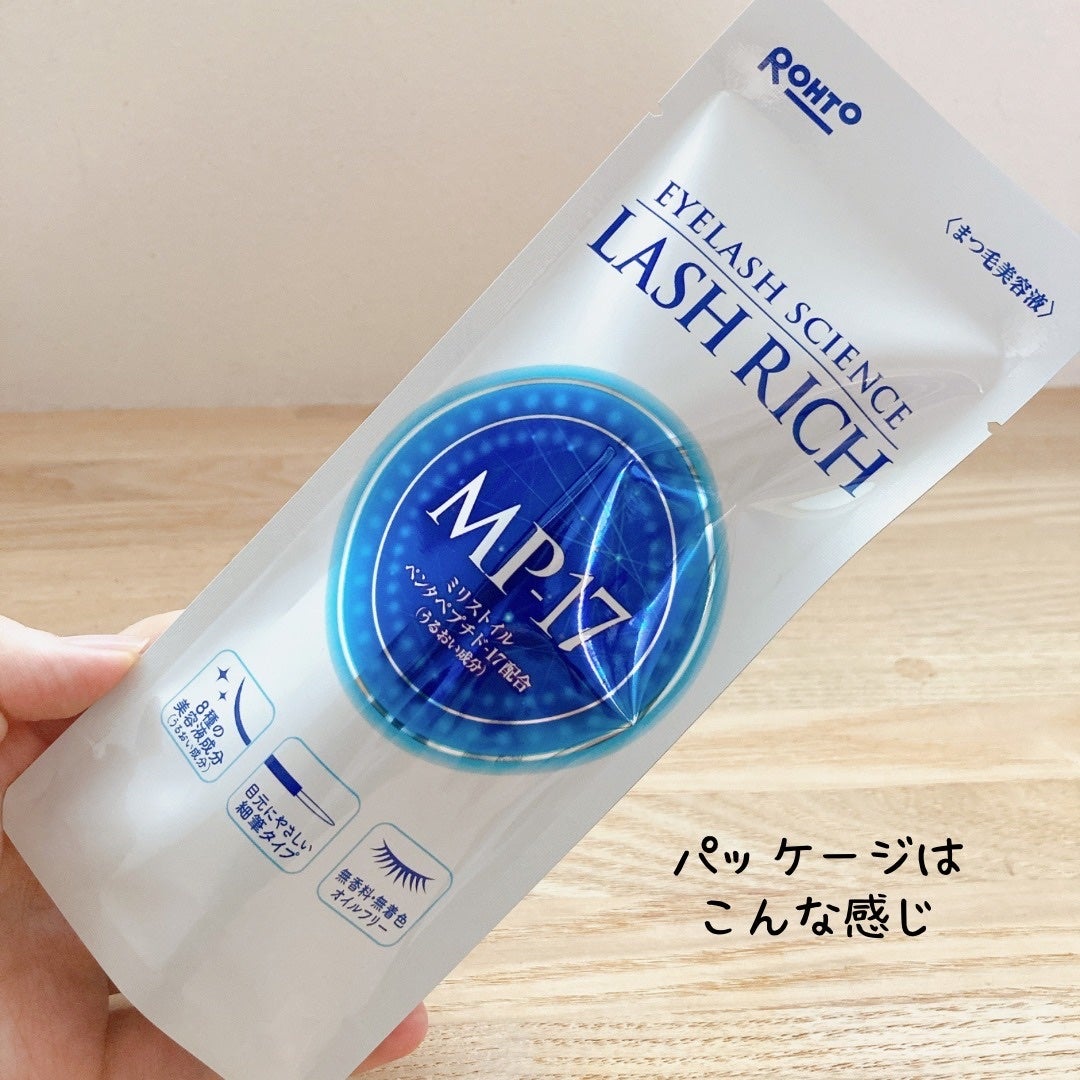 ROHTO
〈まつ毛美容液〉
EYELASH SCIENCE
LASH RICH
MP-17
ミリストイル
ペンタペプチド-17配合
(うるおい成分)
8種の
美容液成分
(うるおい成分)
目元にやさしい
細筆タイプ
無香料・無着色
オイルフリー
パッケージは
こんな感じ